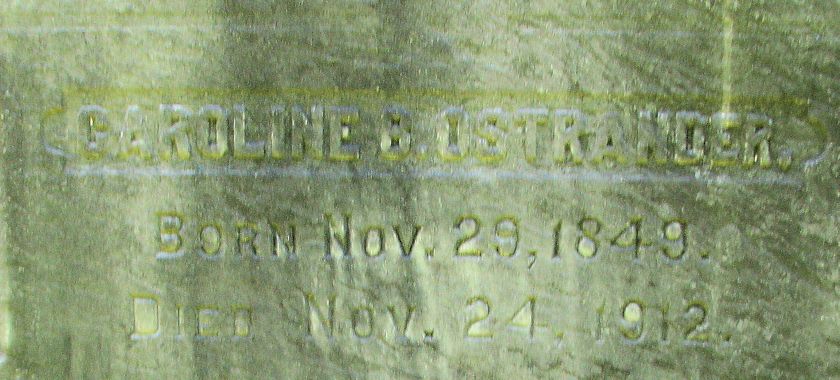 CAROLINE B. OSTRANDER.
BORN NOV. 29, 1849.
DIED NOV. 24, 1912.